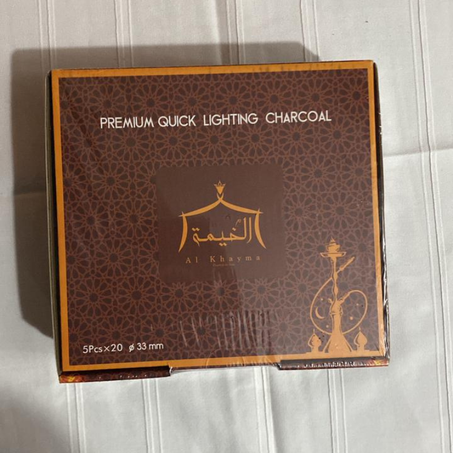 PREMIUM QUICK LIGHTING CHARCOAL
الخيمة
Al Khayma
5Pcs×20 ø 33 mm